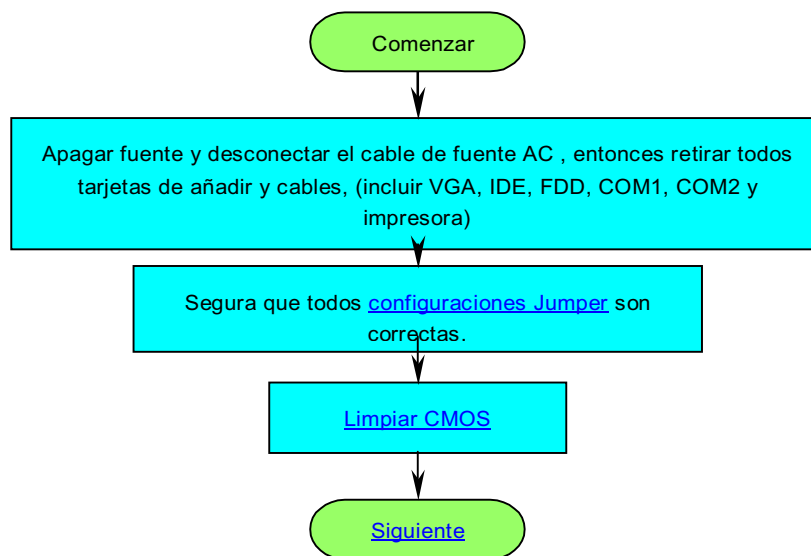 Comenzar
Apagar fuente y desconectar el cable de fuente AC , entonces retirar todos
tarjetas de añadir y cables, (incluir VGA, IDE, FDD, COM1, COM2 y
impresora)
Segura que todos configuraciones Jumper son
correctas.
Limpiar CMOS
Siguiente